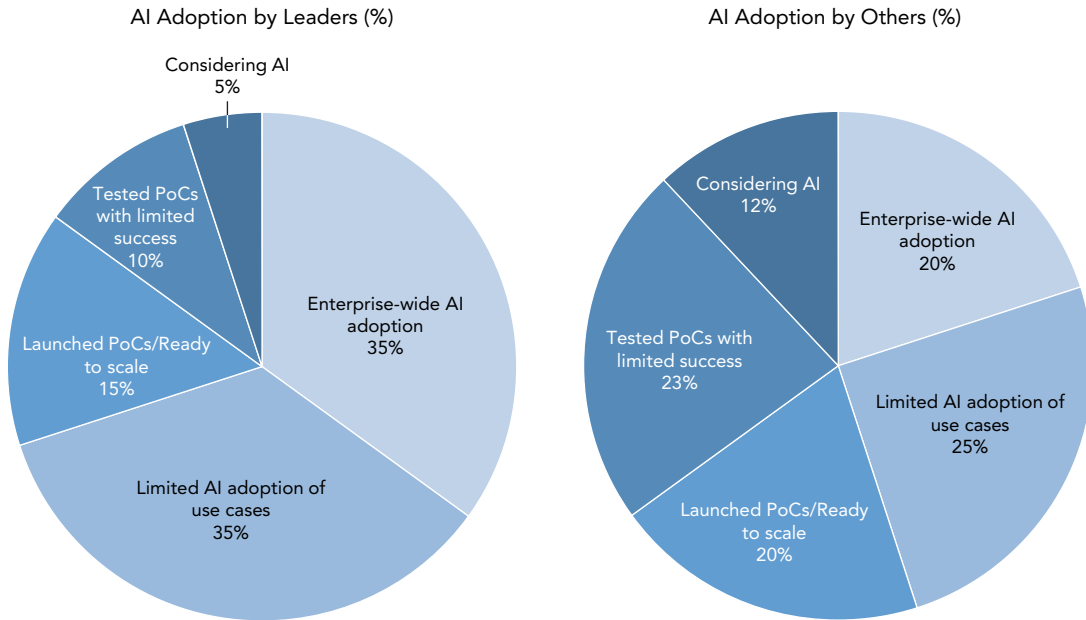 AI Adoption by Leaders (%)
Considering AI
5%
Tested PoCs
with limited
success
10%
Launched PoCs/Ready
to scale
15%
Enterprise-wide AI
adoption
35%
Limited AI adoption of
use cases
35%
AI Adoption by Others (%)
Considering AI
12%
Enterprise-wide AI
adoption
20%
Tested PoCs with
limited success
23%
Limited AI adoption of
use cases
25%
Launched PoCs/Ready
to scale
20%